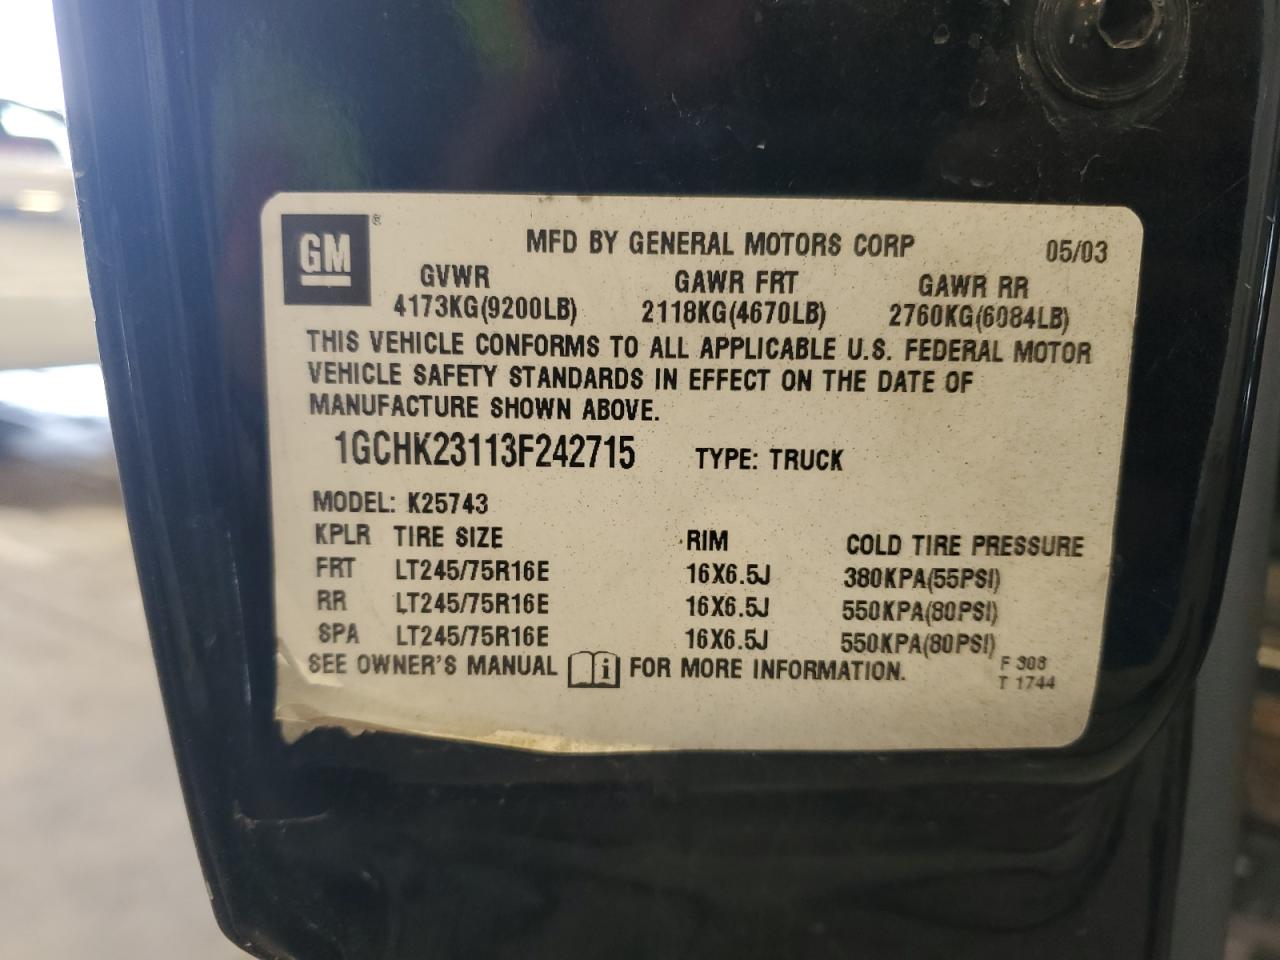 GM ®
MFD BY GENERAL MOTORS CORP 05/03
GVWR GAWR FRT GAWR RR
4173KG(9200LB) 2118KG(4670LB) 2760KG(6084LB)
THIS VEHICLE CONFORMS TO ALL APPLICABLE U.S. FEDERAL MOTOR
VEHICLE SAFETY STANDARDS IN EFFECT ON THE DATE OF
MANUFACTURE SHOWN ABOVE.
1GCHK23113F242715 TYPE: TRUCK
MODEL: K25743
KPLR TIRE SIZE RIM COLD TIRE PRESSURE
FRT LT245/75R16E 16X6.5J 380KPA(55PSI)
RR LT245/75R16E 16X6.5J 550KPA(80PSI)
SPA LT245/75R16E 16X6.5J 550KPA(80PSI)
SEE OWNER'S MANUAL i FOR MORE INFORMATION.
F 308
T 1744